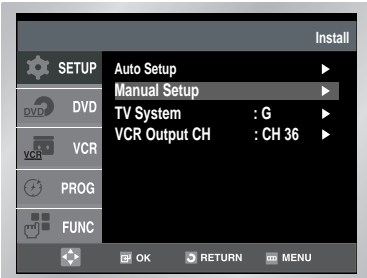 Install
SETUP
Auto Setup
Manual Setup
DVD DVD
TV System : G
VCR Output CH : CH 36
VCR VCR
PROG
FUNC
OK RETURN MENU